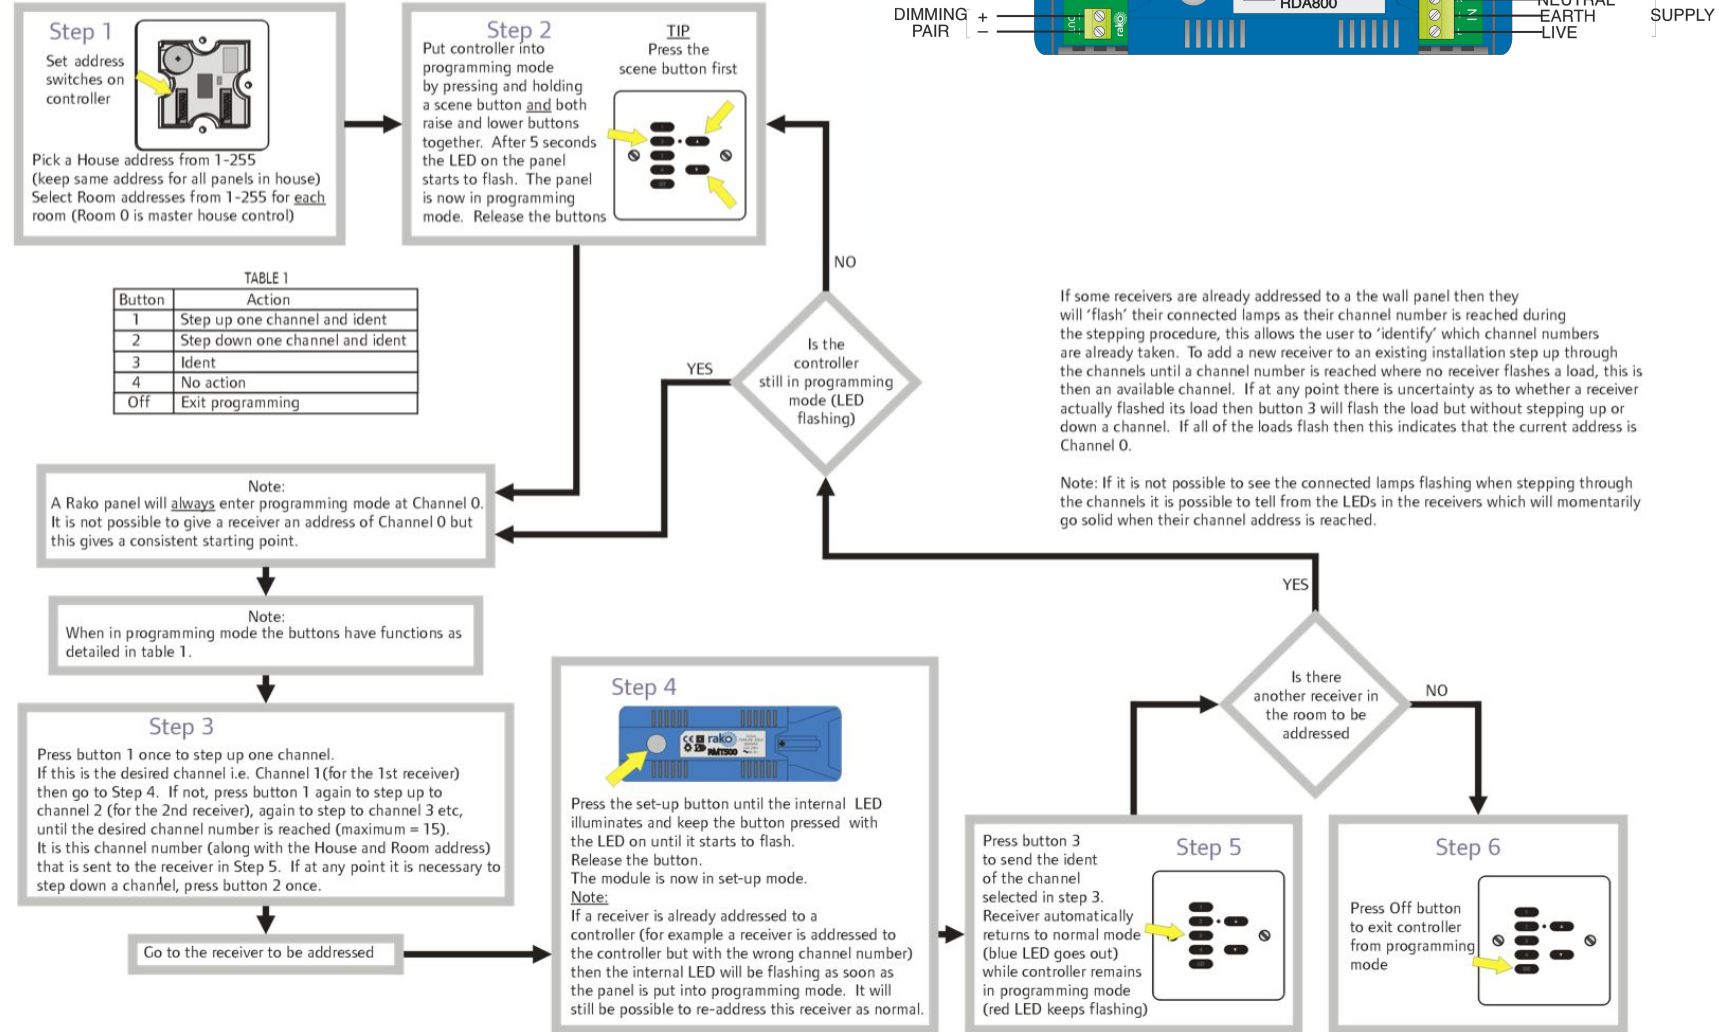 DIMMING +
PAIR –
rako
RDA800
IN
NEUTRAL
EARTH
LIVE
SUPPLY
Step 1
Set address
switches on
controller
Pick a House address from 1-255
(keep same address for all panels in house)
Select Room addresses from 1-255 for each
room (Room 0 is master house control)
Step 2
Put controller into
programming mode
by pressing and holding
a scene button and both
raise and lower buttons
together. After 5 seconds
the LED on the panel
starts to flash. The panel
is now in programming
mode. Release the buttons
TIP
Press the
scene button first
NO
Is the
controller
still in programming
mode (LED
flashing)
YES
TABLE 1
Button Action
1 Step up one channel and ident
2 Step down one channel and ident
3 Ident
4 No action
Off Exit programming
If some receivers are already addressed to a the wall panel then they
will ‘flash’ their connected lamps as their channel number is reached during
the stepping procedure, this allows the user to ‘identify’ which channel numbers
are already taken. To add a new receiver to an existing installation step up through
the channels until a channel number is reached where no receiver flashes a load, this is
then an available channel. If at any point there is uncertainty as to whether a receiver
actually flashed its load then button 3 will flash the load but without stepping up or
down a channel. If all of the loads flash then this indicates that the current address is
Channel 0.
Note: If it is not possible to see the connected lamps flashing when stepping through
the channels it is possible to tell from the LEDs in the receivers which will momentarily
go solid when their channel address is reached.
Note:
A Rako panel will always enter programming mode at Channel 0.
It is not possible to give a receiver an address of Channel 0 but
this gives a consistent starting point.
Note:
When in programming mode the buttons have functions as
detailed in table 1.
Step 3
Press button 1 once to step up one channel.
If this is the desired channel i.e. Channel 1(for the 1st receiver)
then go to Step 4. If not, press button 1 again to step up to
channel 2 (for the 2nd receiver), again to step to channel 3 etc,
until the desired channel number is reached (maximum = 15).
It is this channel number (along with the House and Room address)
that is sent to the receiver in Step 5. If at any point it is necessary to
step down a channel, press button 2 once.
Go to the receiver to be addressed
Step 4
rako
RMT500
Press the set-up button until the internal LED
illuminates and keep the button pressed with
the LED on until it starts to flash.
Release the button.
The module is now in set-up mode.
Note:
If a receiver is already addressed to a
controller (for example a receiver is addressed to
the controller but with the wrong channel number)
then the internal LED will be flashing as soon as
the panel is put into programming mode. It will
still be possible to re-address this receiver as normal.
Step 5
Press button 3
to send the ident
of the channel
selected in step 3.
Receiver automatically
returns to normal mode
(blue LED goes out)
while controller remains
in programming mode
(red LED keeps flashing)
YES
Is there
another receiver in
the room to be
addressed
NO
Step 6
Press Off button
to exit controller
from programming
mode